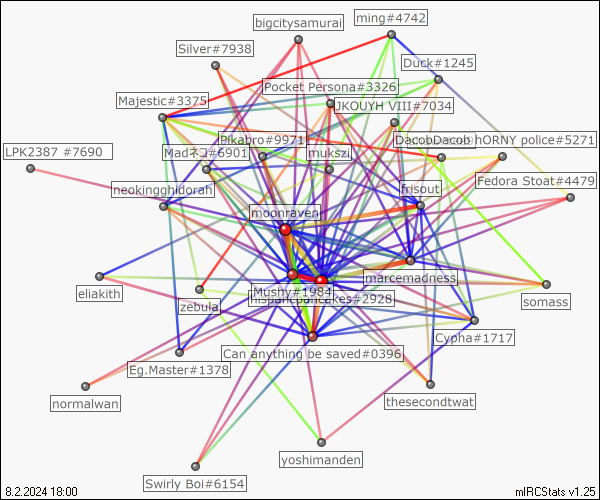 ming#4742
bigcitysamurai
Silver#7938
Duck#1245
Pocket Persona#3326
Majestic#3375
JKOUYH VIII#7034
Pikabro#9971
hORNY police#5271
LPK2387 #7690
Madネコ#6901
mukszi
Fedora Stoat#4479
neokingghidorah
frisout
moonraven
marcemadness
eliakith
Mushy#1984
zebula
somass
Cypha#1717
Can anything be saved#0396
Eg.Master#1378
normalwan
thesecondtwat
yoshimanden
Swirly Boi#6154
8.2.2024 18:00
mIRCStats v1.25